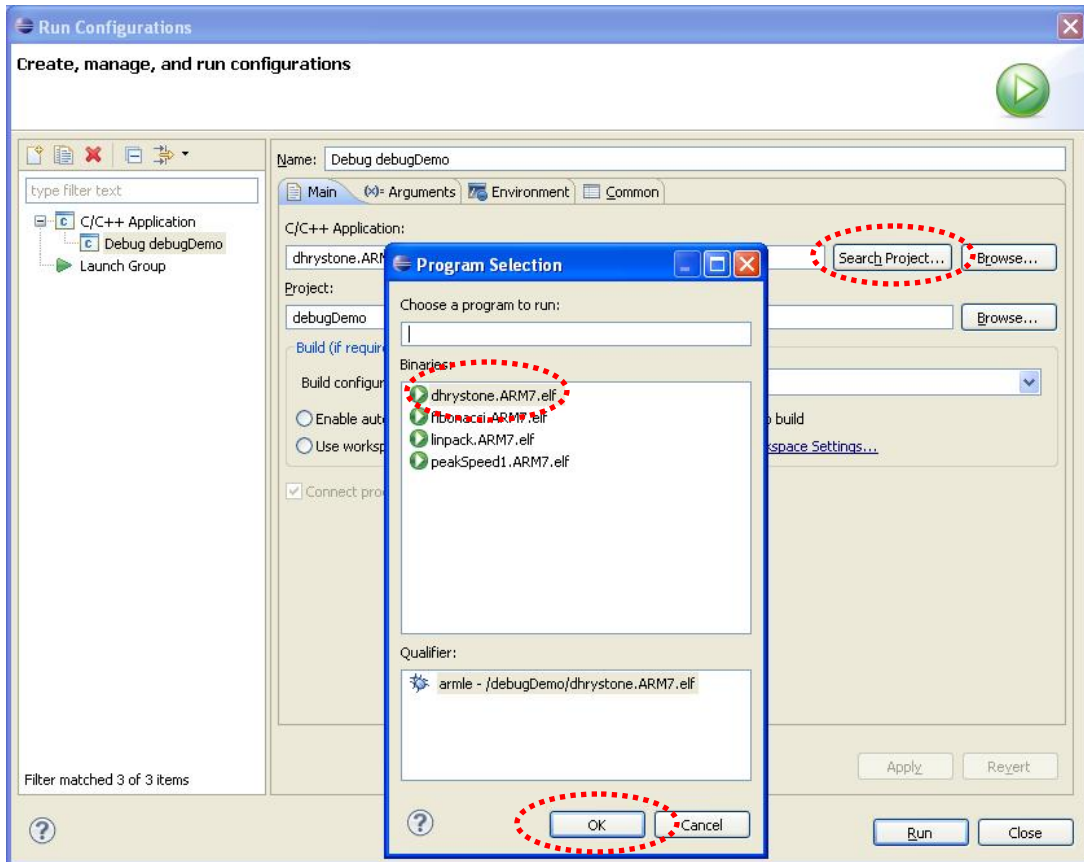 Run Configurations
Create, manage, and run configurations
type filter text
C/C++ Application
Debug debugDemo
Launch Group
Filter matched 3 of 3 items
Name: Debug debugDemo
Main (x)= Arguments Environment Common
C/C++ Application:
dhrystone.AR
Search Project... Browse...
Project:
debugDemo
Browse...
Build (if requir
Build configur
Enable aut
build
Use worksp
kspace Settings...
Connect pro
Apply Revert
Run Close
Program Selection
Choose a program to run:
Binaries:
dhrystone.ARM7.elf
fibonacci.ARM7.elf
linpack.ARM7.elf
peakSpeed1.ARM7.elf
Qualifier:
armle - /debugDemo/dhrystone.ARM7.elf
OK Cancel